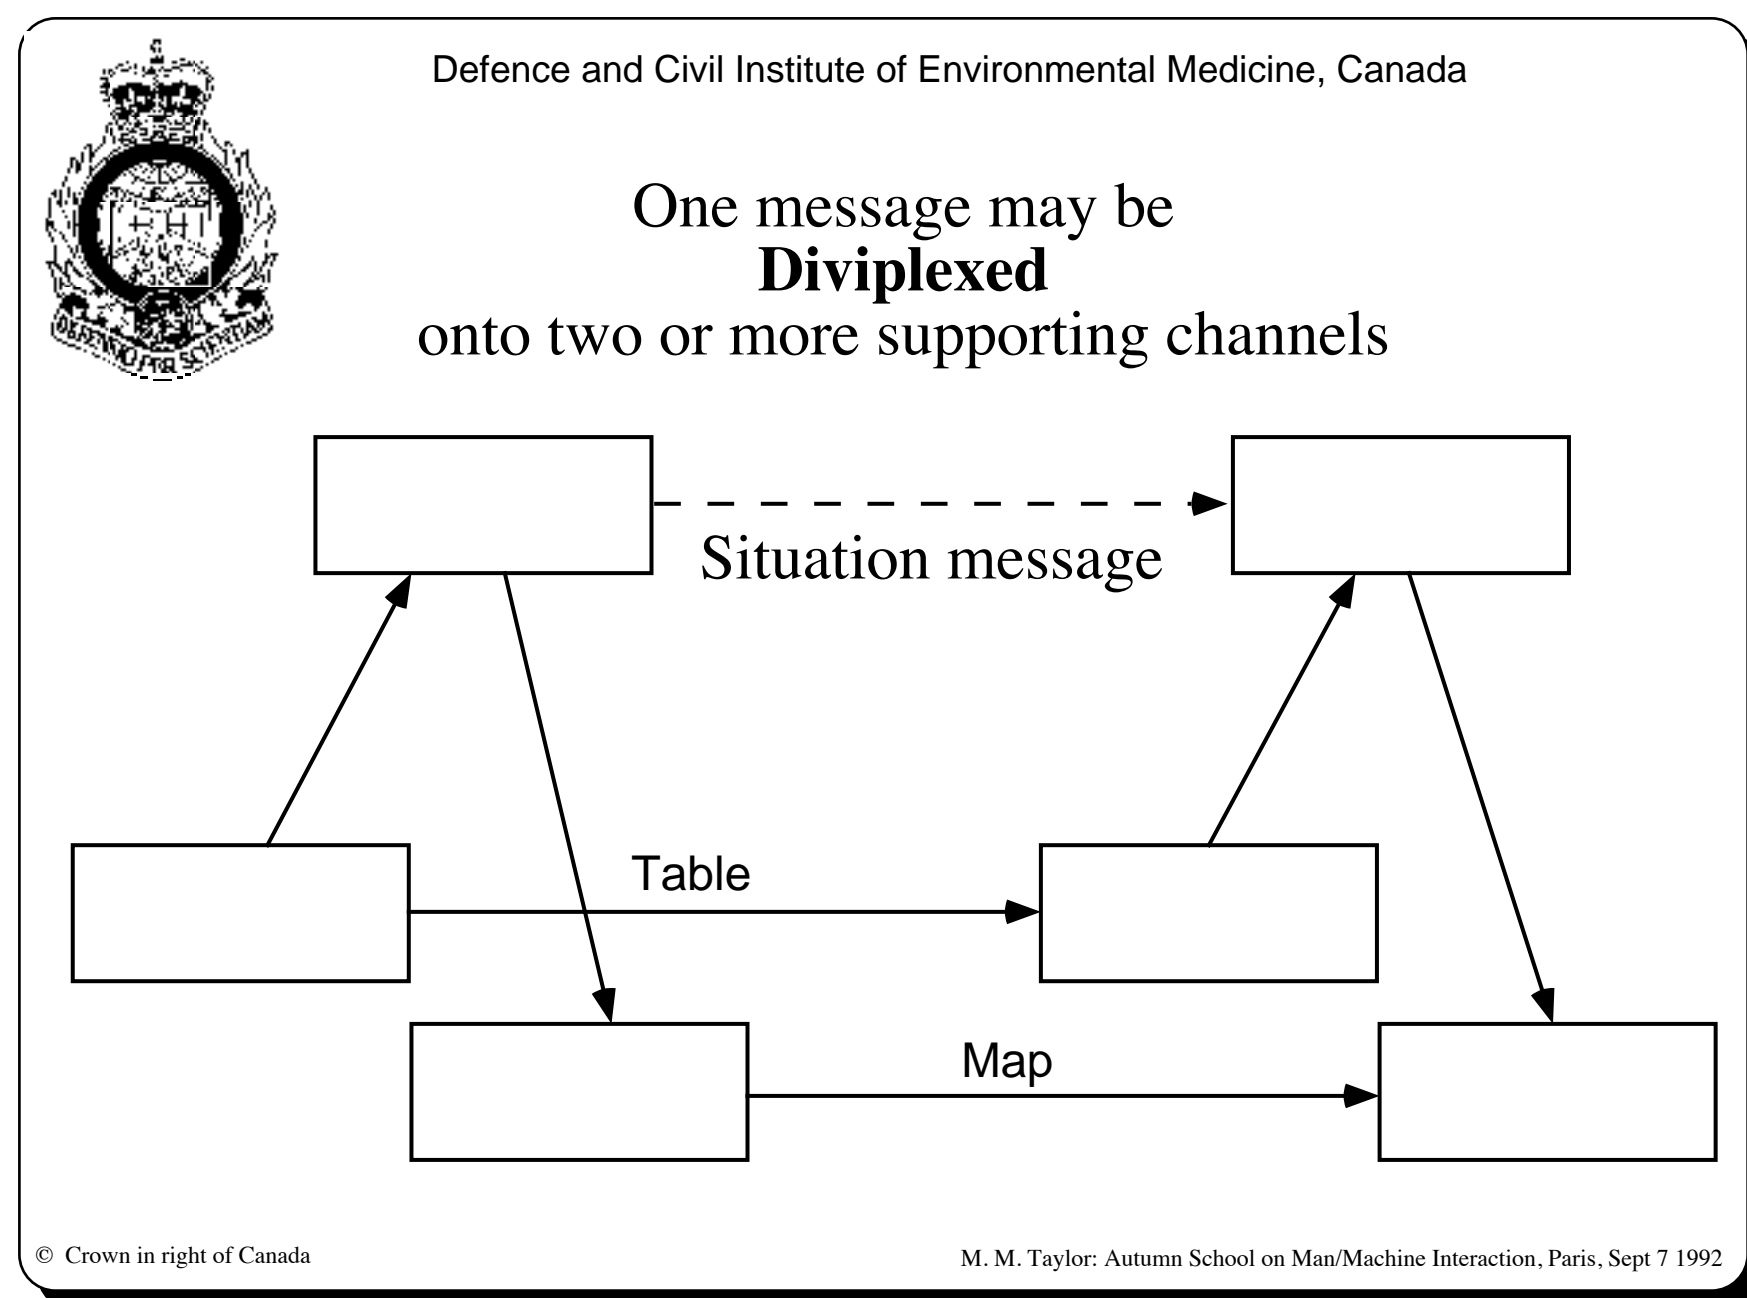 Defence and Civil Institute of Environmental Medicine, Canada
One message may be
Diviplexed
onto two or more supporting channels
Situation message
Table
Map
© Crown in right of Canada
M. M. Taylor: Autumn School on Man/Machine Interaction, Paris, Sept 7 1992